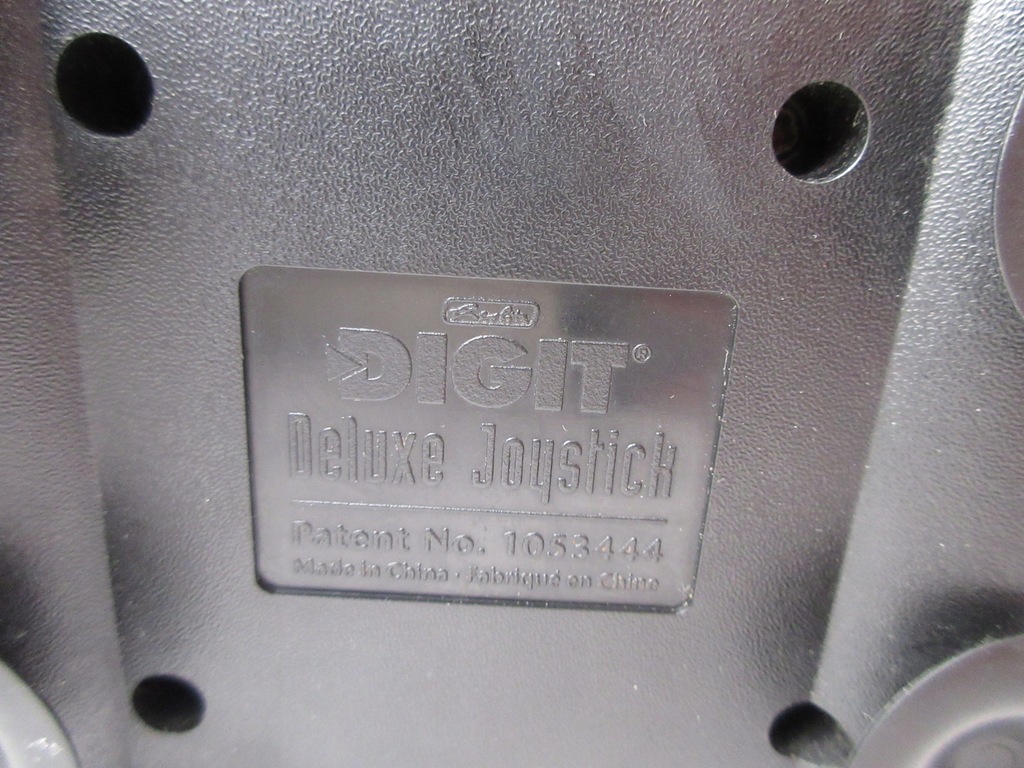 DIGIT®
Deluxe Joystick
Patent No. 1053444
Made in China · Fabriqué en Chine